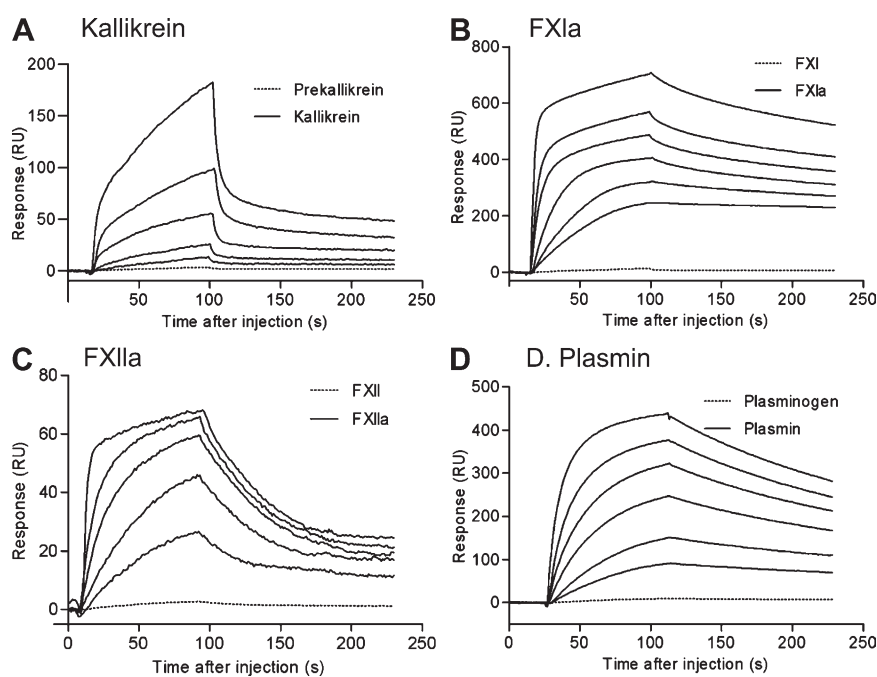 A Kallikrein
200
150
100
50
0
Response (RU)
50 100 150 200 250
Time after injection (s)
Prekallikrein
Kallikrein
B FXIa
800
600
400
200
0
Response (RU)
0 50 100 150 200 250
Time after injection (s)
FXI
FXIa
C FXIIa
80
60
40
20
0
Response (RU)
0 50 100 150 200 250
Time after injection (s)
FXII
FXIIa
D D. Plasmin
500
400
300
200
100
0
Response (RU)
0 50 100 150 200 250
Time after injection (s)
Plasminogen
Plasmin